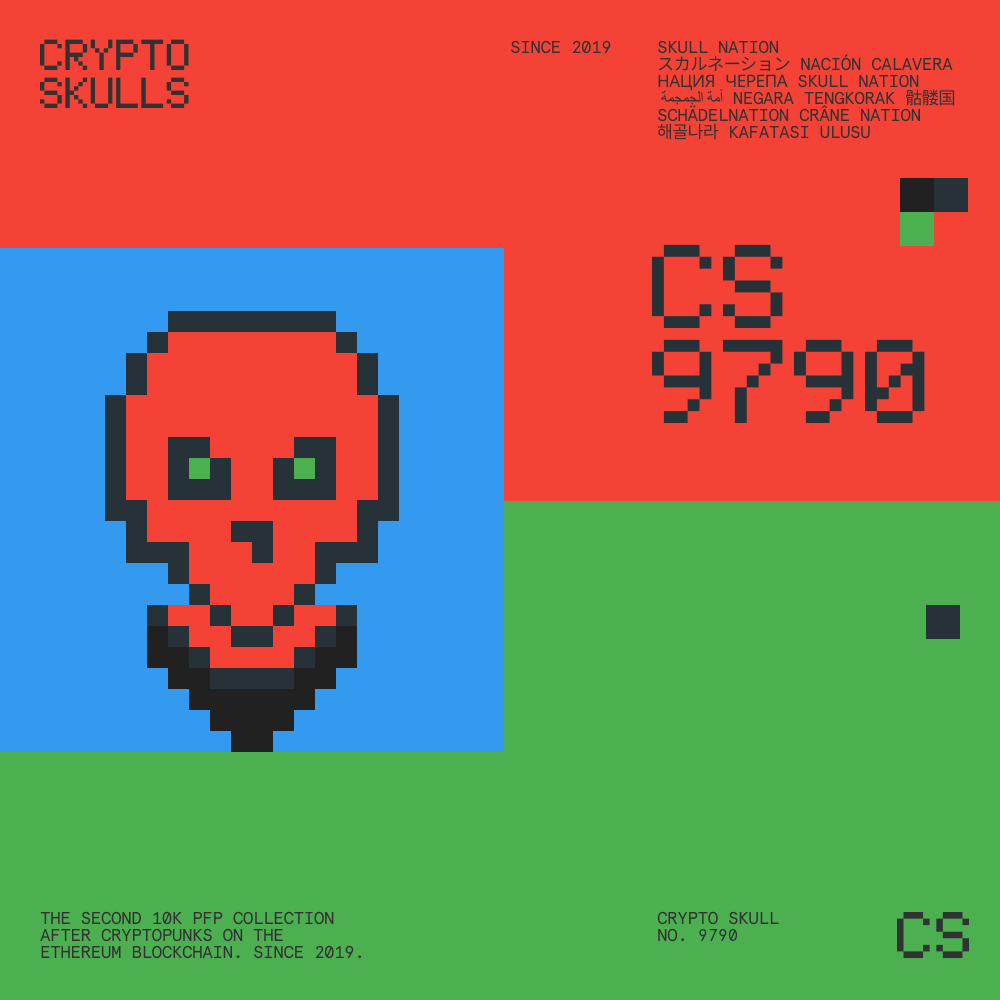 CRYPTO
SKULLS
SINCE 2019
SKULL NATION
スカルネーション NACIÓN CALAVERA
НАЦИЯ ЧЕРЕПА SKULL NATION
أمة الجمجمة NEGARA TENGKORAK 骷髅国
SCHÄDELNATION CRÂNE NATION
해골나라 KAFATASI ULUSU
CS
9790
THE SECOND 10K PFP COLLECTION
AFTER CRYPTOPUNKS ON THE
ETHEREUM BLOCKCHAIN. SINCE 2019.
CRYPTO SKULL
NO. 9790
CS